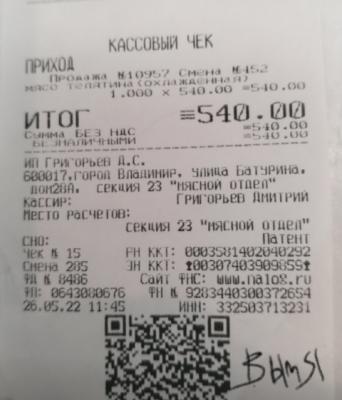 КАССОВЫЙ ЧЕК
ПРИХОД
Продажа №10957 Смена №452
мясо телятина(охлажденная)
1.000 х 540.00 =540.00
ИТОГ =540.00
Сумма БЕЗ НДС =540.00
БЕЗНАЛИЧНЫМИ =540.00
ИП Григорьев Д.С.
600017,город Владимир, улица Батурина,
дом28А, секция 23 "МЯСНОЙ ОТДЕЛ"
Кассир: Григорьев Дмитрий
Место расчетов:
секция 23 "МЯСНОЙ ОТДЕЛ"
СНО: Патент
Чек № 15 РН ККТ: 0003581402040292
Смена 285 ЗН ККТ: 00307403909859
ФД № 8486 Сайт ФНС: www.nalog.ru
ФП: 0643080676 ФН № 9283440300372654
26.05.22 11:45 ИНН: 332503713231